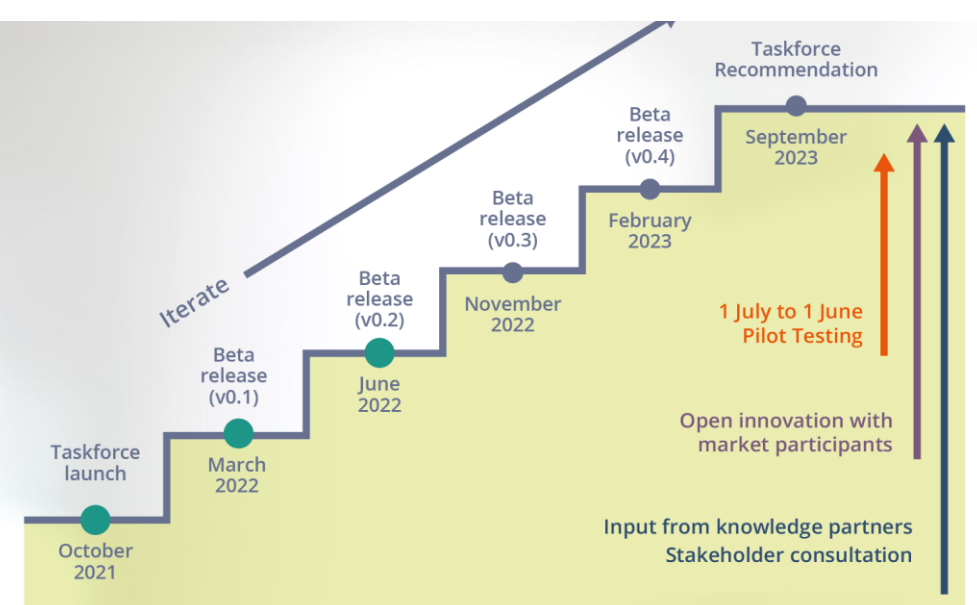 Taskforce
Recommendation
September
2023
Beta
release
(v0.4)
February
2023
Beta
release
(v0.3)
November
2022
Beta
release
(v0.2)
June
2022
Beta
release
(v0.1)
March
2022
Taskforce
launch
October
2021
Iterate
1 July to 1 June
Pilot Testing
Open innovation with
market participants
Input from knowledge partners
Stakeholder consultation